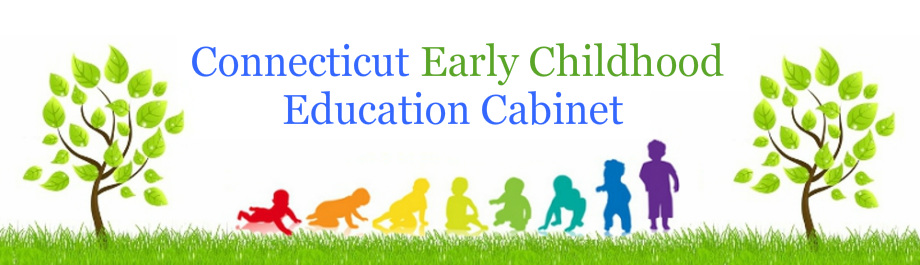 Connecticut Early Childhood
Education Cabinet